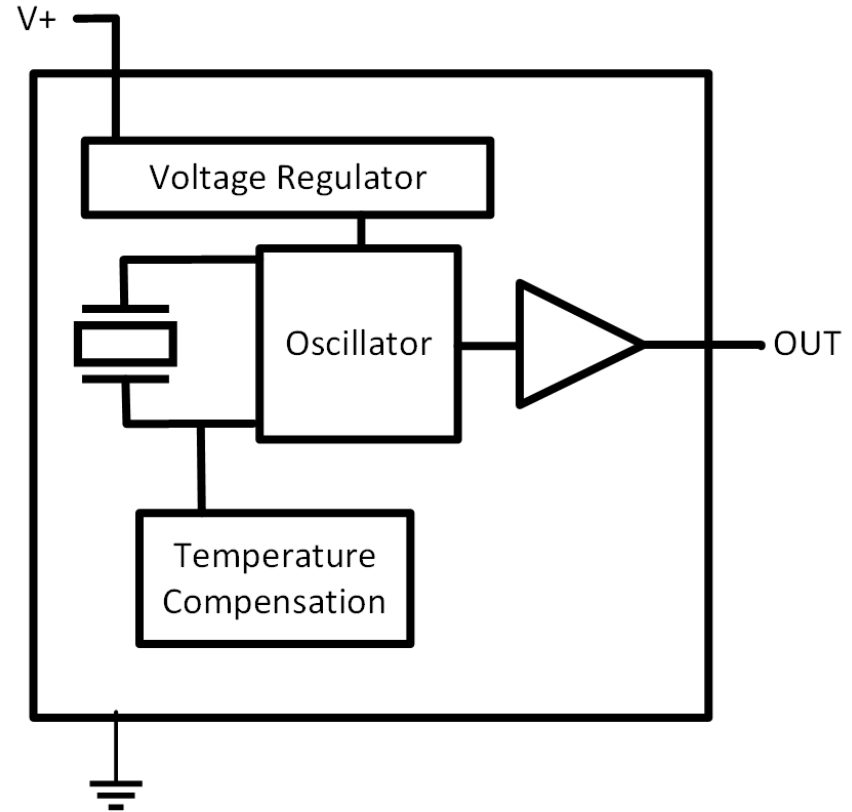 V+
Voltage Regulator
Oscillator
OUT
Temperature
Compensation